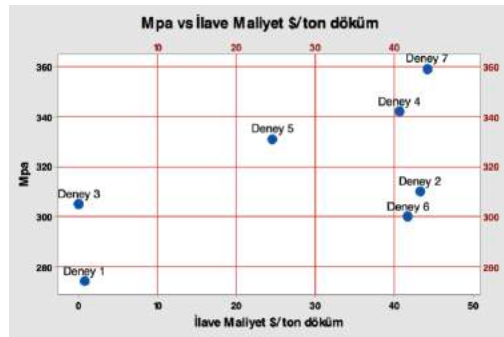 Mpa vs İlave Maliyet $/ton döküm
0 10 20 30 40
Deney 7
360 360
Deney 4
340 340
Deney 5
320 320
Deney 2
Deney 3
Deney 6
300 300
Mpa
280 280
Deney 1
0 10 20 30 40 50
İlave Maliyet $/ton döküm